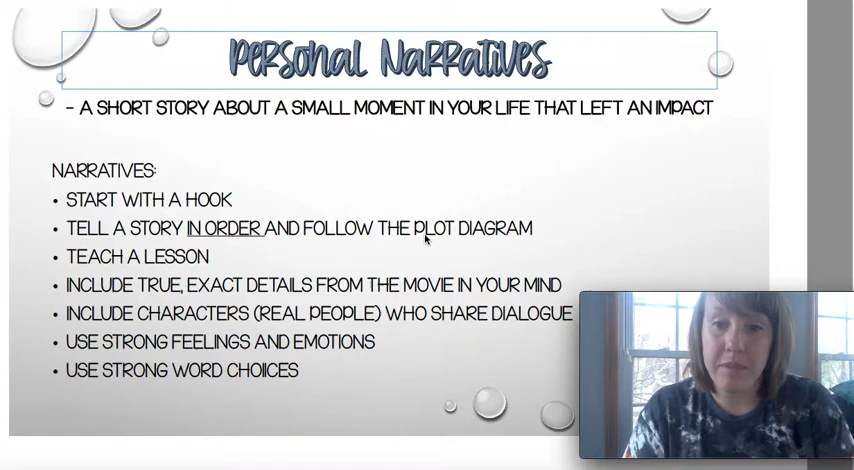 PERSONAL NARRATIVES
- A SHORT STORY ABOUT A SMALL MOMENT IN YOUR LIFE THAT LEFT AN IMPACT
NARRATIVES:
• START WITH A HOOK
• TELL A STORY IN ORDER AND FOLLOW THE PLOT DIAGRAM
• TEACH A LESSON
• INCLUDE TRUE, EXACT DETAILS FROM THE MOVIE IN YOUR MIND
• INCLUDE CHARACTERS (REAL PEOPLE) WHO SHARE DIALOGUE
• USE STRONG FEELINGS AND EMOTIONS
• USE STRONG WORD CHOICES